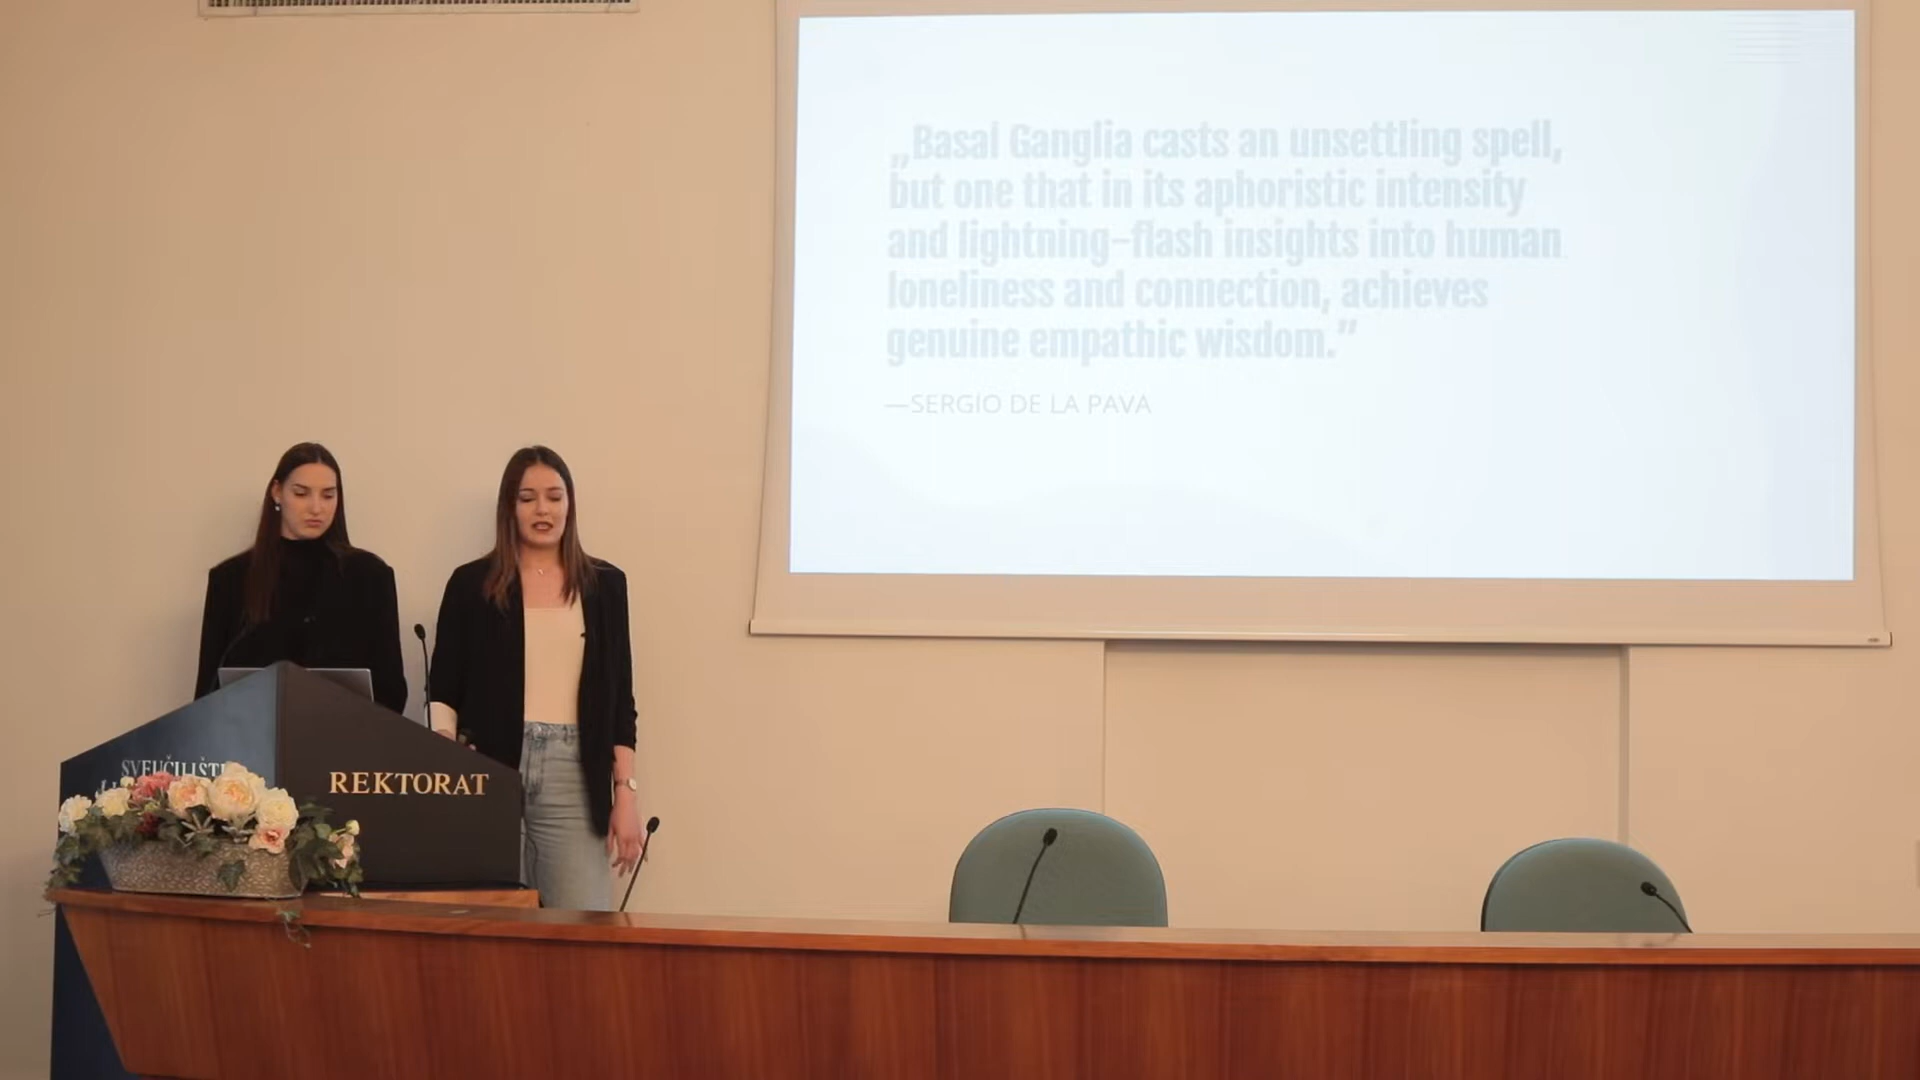 „Basal Ganglia casts an unsettling spell,
but one that in its aphoristic intensity
and lightning-flash insights into human
loneliness and connection, achieves
genuine empathic wisdom.”
—SERGIO DE LA PAVA
REKTORAT